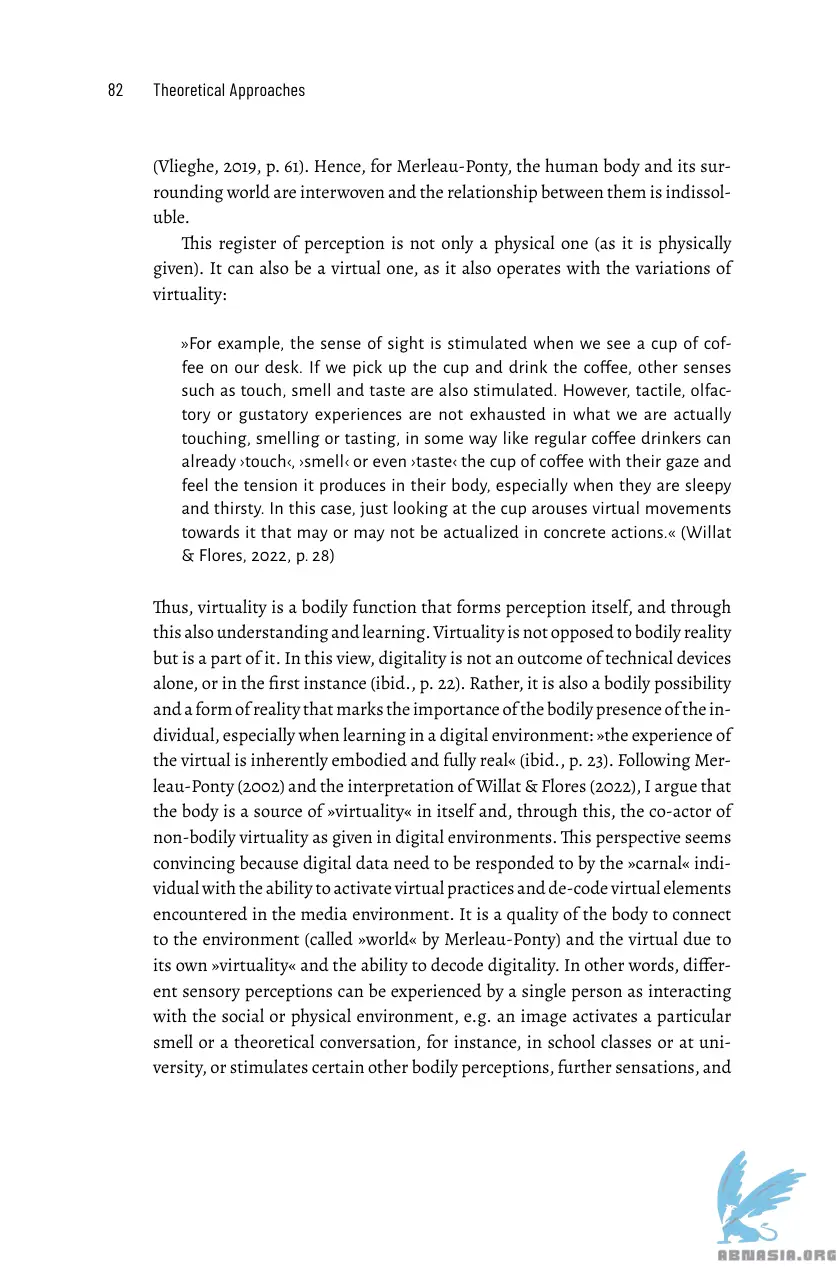 82 Theoretical Approaches
(Vlieghe, 2019, p. 61). Hence, for Merleau-Ponty, the human body and its sur-
rounding world are interwoven and the relationship between them is indissol-
uble.
This register of perception is not only a physical one (as it is physically
given). It can also be a virtual one, as it also operates with the variations of
virtuality:
»For example, the sense of sight is stimulated when we see a cup of cof-
fee on our desk. If we pick up the cup and drink the coffee, other senses
such as touch, smell and taste are also stimulated. However, tactile, olfac-
tory or gustatory experiences are not exhausted in what we are actually
touching, smelling or tasting, in some way like regular coffee drinkers can
already ›touch‹, ›smell‹ or even ›taste‹ the cup of coffee with their gaze and
feel the tension it produces in their body, especially when they are sleepy
and thirsty. In this case, just looking at the cup arouses virtual movements
towards it that may or may not be actualized in concrete actions.« (Willat
& Flores, 2022, p. 28)
Thus, virtuality is a bodily function that forms perception itself, and through
this also understanding and learning. Virtuality is not opposed to bodily reality
but is a part of it. In this view, digitality is not an outcome of technical devices
alone, or in the first instance (ibid., p. 22). Rather, it is also a bodily possibility
and a form of reality that marks the importance of the bodily presence of the in-
dividual, especially when learning in a digital environment: »the experience of
the virtual is inherently embodied and fully real« (ibid., p. 23). Following Mer-
leau-Ponty (2002) and the interpretation of Willat & Flores (2022), I argue that
the body is a source of »virtuality« in itself and, through this, the co-actor of
non-bodily virtuality as given in digital environments. This perspective seems
convincing because digital data need to be responded to by the »carnal« indi-
vidual with the ability to activate virtual practices and de-code virtual elements
encountered in the media environment. It is a quality of the body to connect
to the environment (called »world« by Merleau-Ponty) and the virtual due to
its own »virtuality« and the ability to decode digitality. In other words, differ-
ent sensory perceptions can be experienced by a single person as interacting
with the social or physical environment, e.g. an image activates a particular
smell or a theoretical conversation, for instance, in school classes or at uni-
versity, or stimulates certain other bodily perceptions, further sensations, and
ABNASIA.ORG